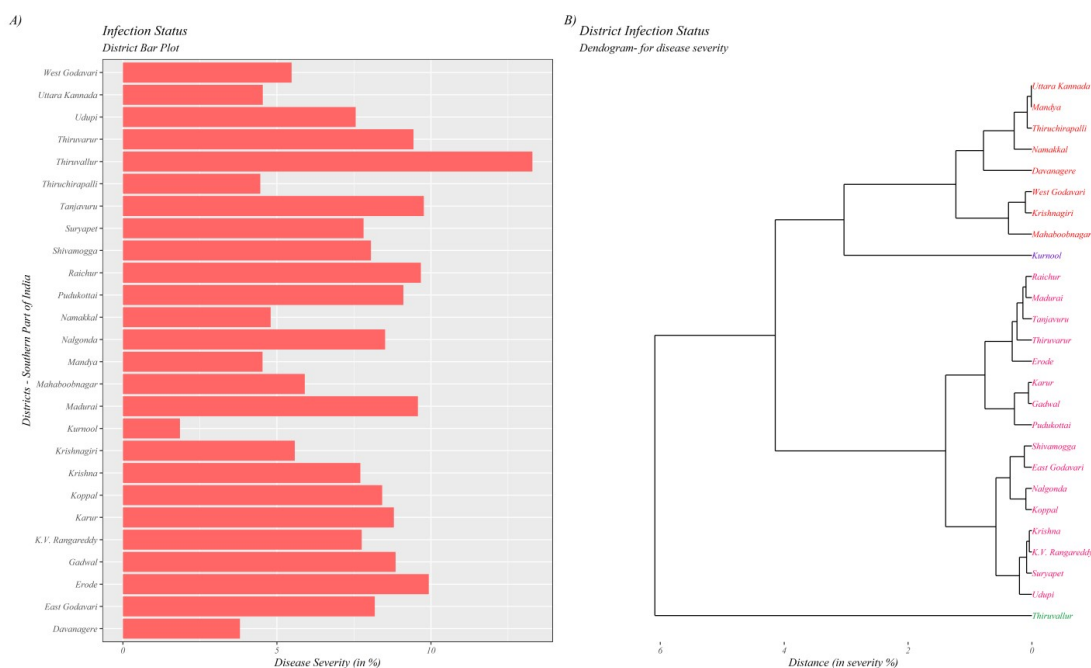 A)
Infection Status
District Bar Plot
Districts - Southern Part of India
West Godavari
Uttara Kannada
Udupi
Thiruvarur
Thiruvallur
Thiruchirapalli
Tanjavuru
Suryapet
Shivamogga
Raichur
Pudukottai
Namakkal
Nalgonda
Mandya
Mahaboobnagar
Madurai
Kurnool
Krishnagiri
Krishna
Koppal
Karur
K.V. Rangareddy
Gadwal
Erode
East Godavari
Davanagere
0 5 10
Disease Severity (in %)
B)
District Infection Status
Dendogram- for disease severity
Uttara Kannada
Mandya
Thiruchirapalli
Namakkal
Davanagere
West Godavari
Krishnagiri
Mahaboobnagar
Kurnool
Raichur
Madurai
Tanjavuru
Thiruvarur
Erode
Karur
Gadwal
Pudukottai
Shivamogga
East Godavari
Nalgonda
Koppal
Krishna
K.V. Rangareddy
Suryapet
Udupi
Thiruvallur
6 4 2 0
Distance (in severity %)